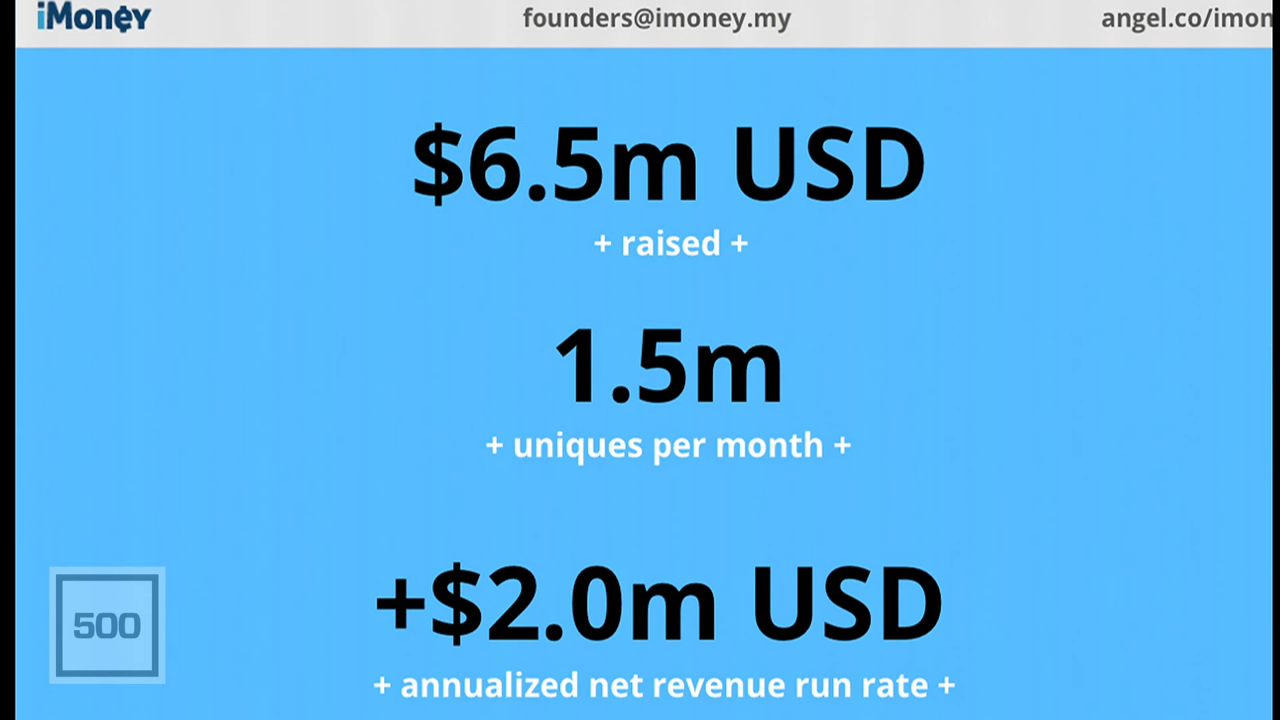 iMoney
founders@imoney.my
angel.co/imon
$6.5m USD
+ raised +
1.5m
+ uniques per month +
+$2.0m USD
+ annualized net revenue run rate +
500